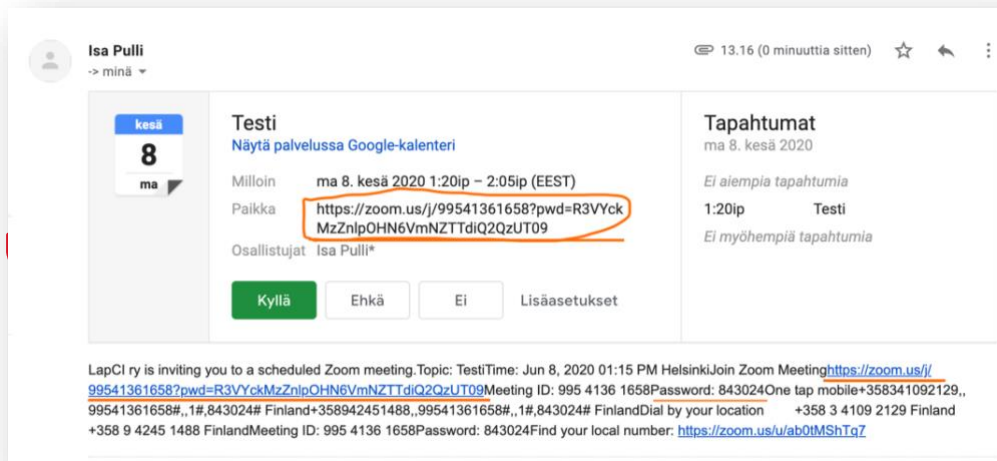 Isa Pulli
13.16 (0 minuuttia sitten)
-> minä
kesä
8
ma
Testi
Näytä palvelussa Google-kalenteri
Milloin ma 8. kesä 2020 1:20ip – 2:05ip (EEST)
Paikka https://zoom.us/j/99541361658?pwd=R3VYck
MzZnlpOHN6VmNZTTdiQ2QzUT09
Osallistujat Isa Pulli*
Kyllä Ehkä Ei Lisäasetukset
Tapahtumat
ma 8. kesä 2020
Ei aiempia tapahtumia
1:20ip Testi
Ei myöhempiä tapahtumia
LapCI ry is inviting you to a scheduled Zoom meeting.Topic: TestiTime: Jun 8, 2020 01:15 PM HelsinkiJoin Zoom Meetinghttps://zoom.us/j/
99541361658?pwd=R3VYckMzZnlpOHN6VmNZTTdiQ2QzUT09Meeting ID: 995 4136 1658Password: 843024One tap mobile+358341092129,,
99541361658#,,1#,843024# Finland+358942451488,,99541361658#,,1#,843024# FinlandDial by your location +358 3 4109 2129 Finland
+358 9 4245 1488 FinlandMeeting ID: 995 4136 1658Password: 843024Find your local number: https://zoom.us/u/ab0tMShTq7